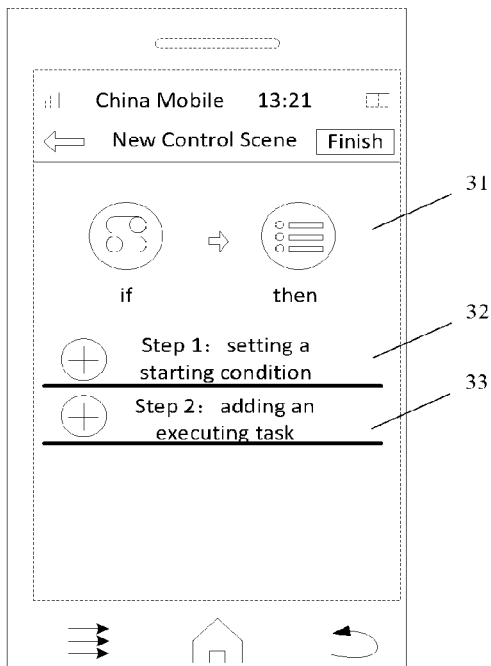 China Mobile 13:21
New Control Scene Finish
31
if then
32
Step 1: setting a
starting condition
33
Step 2: adding an
executing task